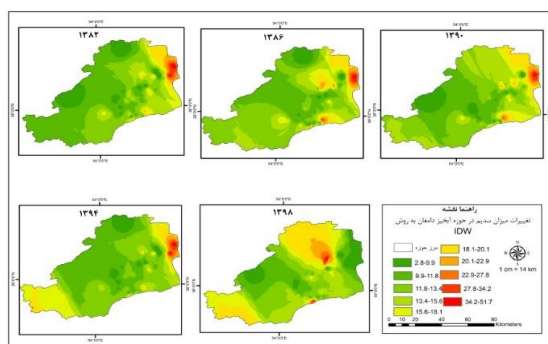 ۱۳۸۲
۱۳۸۶
۱۳۹۰
۱۳۹۴
۱۳۹۸
راهنما نقشه
تغییرات میزان سدیم در حوزه آبخیز دامغان به روش
IDW
مرز حوزه
2.8-9.9
9.9-11.8
11.8-13.4
13.4-15.6
15.6-18.1
18.1-20.1
20.1-22.9
22.9-27.8
27.8-34.2
34.2-51.7
N
1 cm = 14 km
0 10 20 40 60 80
Kilometers